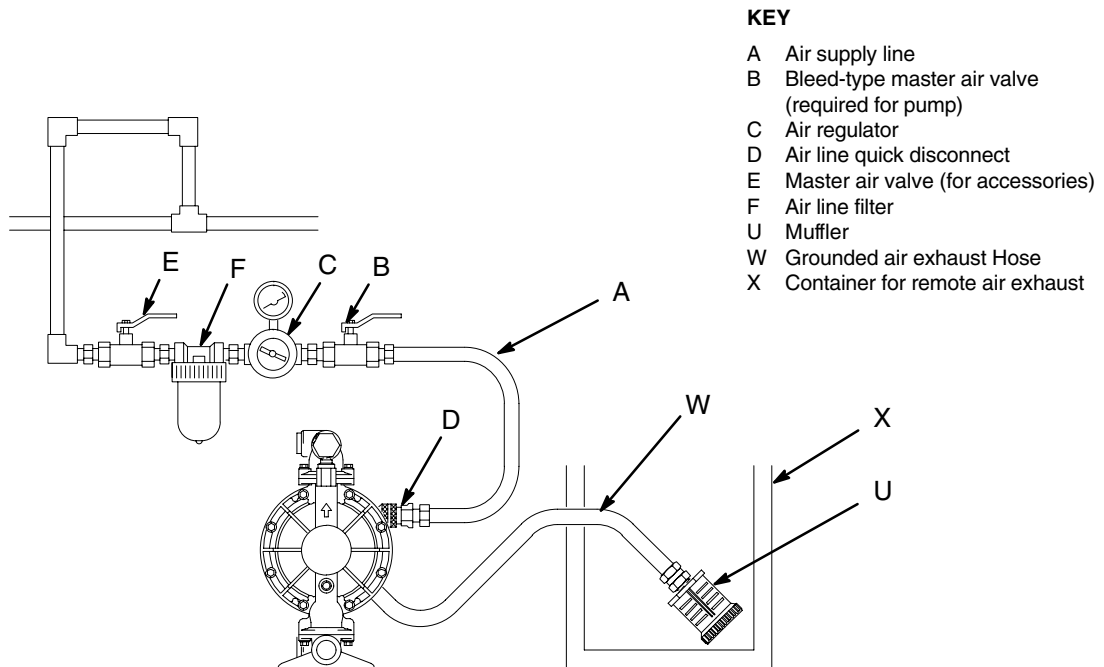 KEY
A Air supply line
B Bleed-type master air valve
(required for pump)
C Air regulator
D Air line quick disconnect
E Master air valve (for accessories)
F Air line filter
U Muffler
W Grounded air exhaust Hose
X Container for remote air exhaust
E
F
C
B
A
D
W
X
U